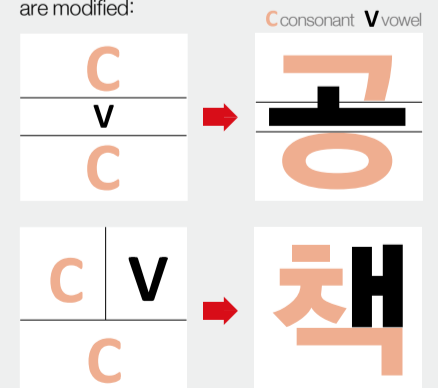 are modified:
C consonant V vowel
C
V
C
공
C V
C
책